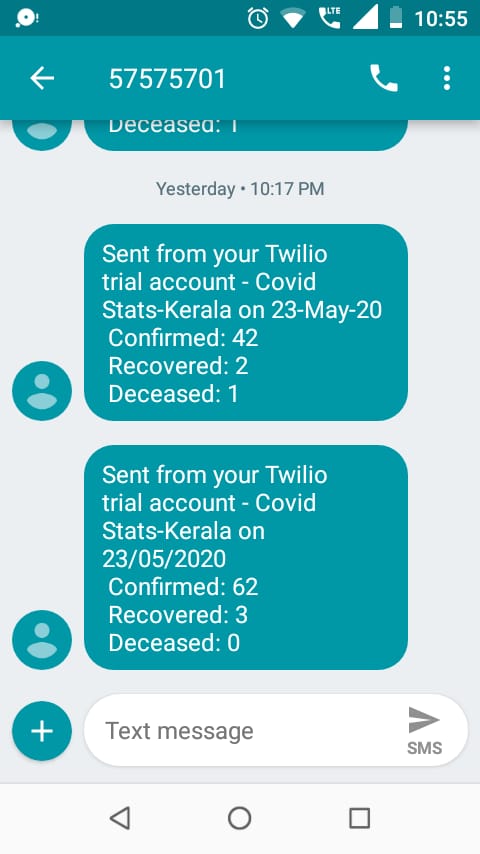 LTE
10:55
57575701
Deceased: 1
Yesterday • 10:17 PM
Sent from your Twilio
trial account - Covid
Stats-Kerala on 23-May-20
Confirmed: 42
Recovered: 2
Deceased: 1
Sent from your Twilio
trial account - Covid
Stats-Kerala on
23/05/2020
Confirmed: 62
Recovered: 3
Deceased: 0
Text message
SMS